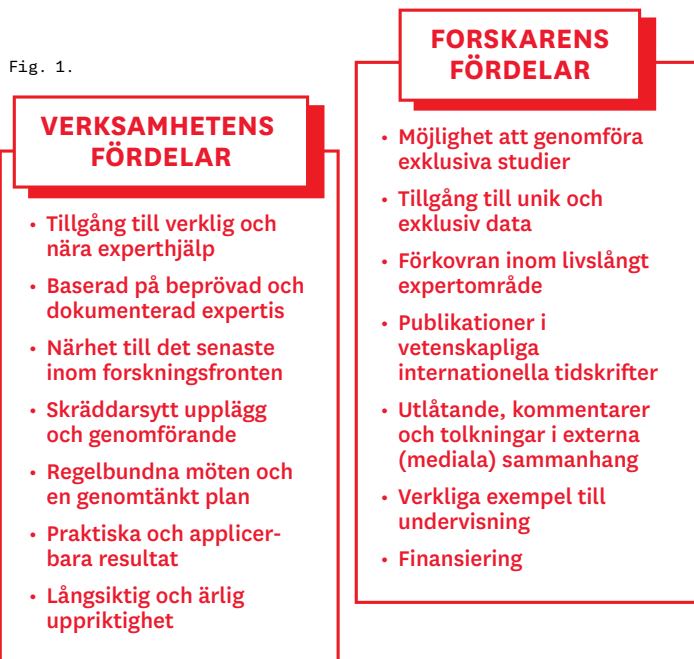 Fig. 1.
VERKSAMHETENS
FÖRDELAR
• Tillgång till verklig och
nära experthjälp
• Baserad på beprövad och
dokumenterad expertis
• Närhet till det senaste
inom forskningsfronten
• Skräddarsytt upplägg
och genomförande
• Regelbundna möten och
en genomtänkt plan
• Praktiska och applicer-
bara resultat
• Långsiktig och ärlig
uppriktighet
FORSKARENS
FÖRDELAR
• Möjlighet att genomföra
exklusiva studier
• Tillgång till unik och
exklusiv data
• Förkovran inom livslångt
expertområde
• Publikationer i
vetenskapliga
internationella tidskrifter
• Utlåtande, kommentarer
och tolkningar i externa
(mediala) sammanhang
• Verkliga exempel till
undervisning
• Finansiering